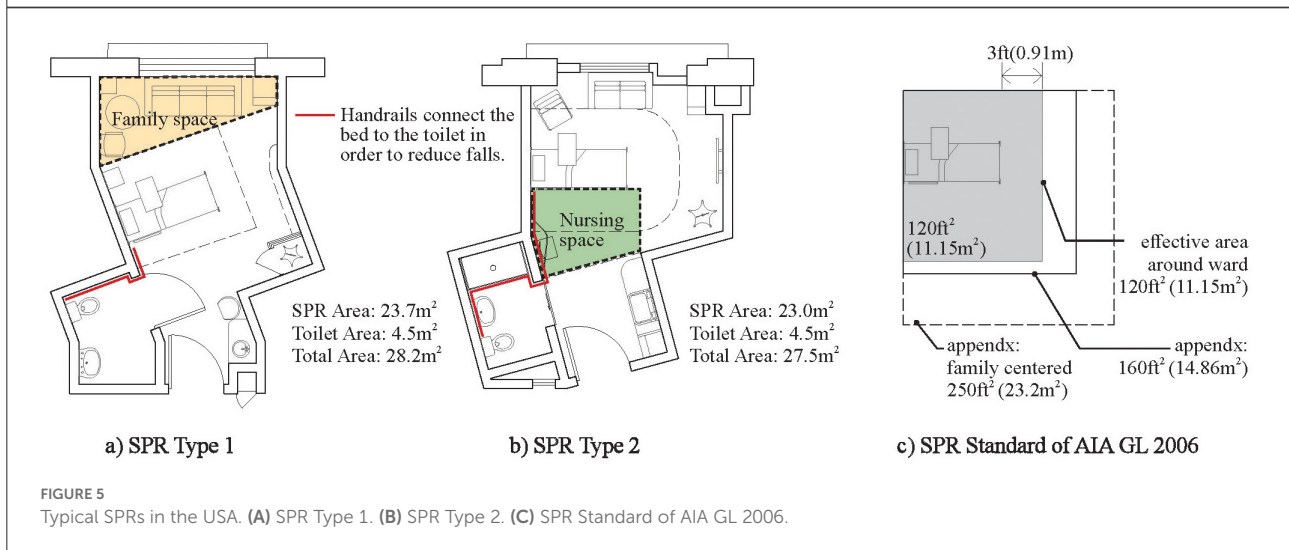 Family space
Handrails connect the
bed to the toilet in
order to reduce falls.
SPR Area: 23.7m²
Toilet Area: 4.5m²
Total Area: 28.2m²
a) SPR Type 1
Nursing
space
SPR Area: 23.0m²
Toilet Area: 4.5m²
Total Area: 27.5m²
b) SPR Type 2
3ft(0.91m)
120ft²
(11.15m²)
effective area
around ward
120ft² (11.15m²)
appendx:
family centered
250ft² (23.2m²)
appendx:
160ft² (14.86m²)
c) SPR Standard of AIA GL 2006
FIGURE 5
Typical SPRs in the USA. (A) SPR Type 1. (B) SPR Type 2. (C) SPR Standard of AIA GL 2006.